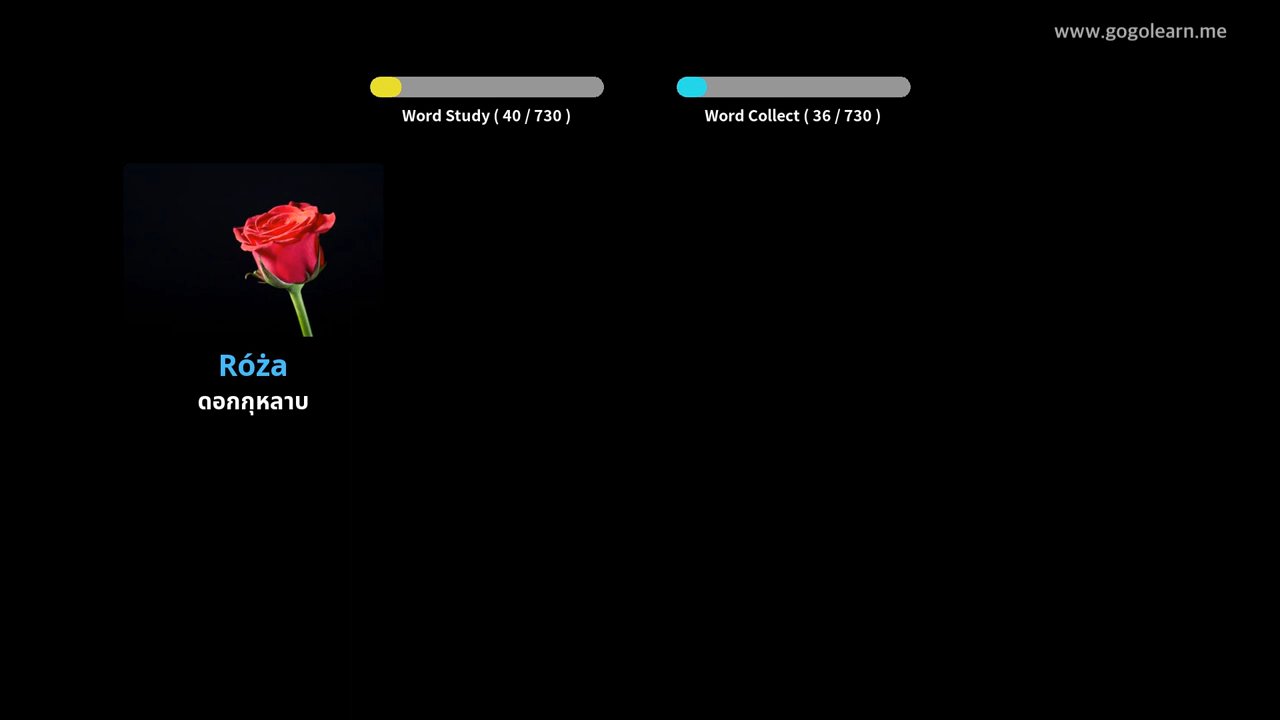 www.gogolearn.me
Word Study ( 40 / 730 )
Word Collect ( 36 / 730 )
Róża
ดอกกุหลาบ